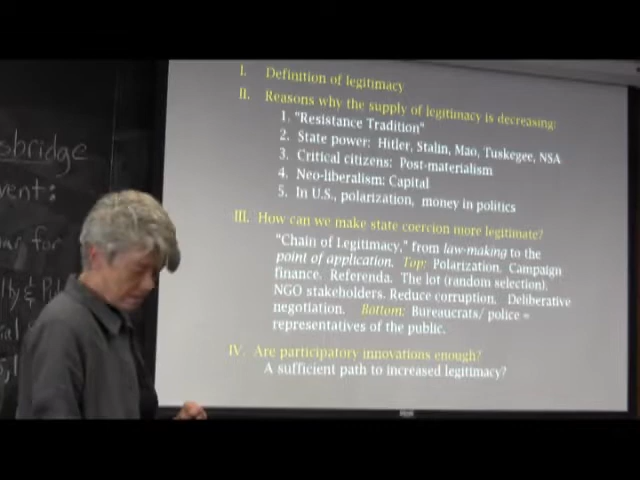 sbridge
vent:
for
I. Definition of legitimacy
II. Reasons why the supply of legitimacy is decreasing:
1. "Resistance Tradition"
2. State power: Hitler, Stalin, Mao, Tuskegee, NSA
3. Critical citizens: Post-materialism
4. Neo-liberalism: Capital
5. In U.S., polarization, money in politics
III. How can we make state coercion more legitimate?
"Chain of Legitimacy," from law-making to the
point of application. Top: Polarization. Campaign
finance. Referenda. The lot (random selection).
NGO stakeholders. Reduce corruption. Deliberative
negotiation. Bottom: Bureaucrats/ police =
representatives of the public.
IV. Are participatory innovations enough?
A sufficient path to increased legitimacy?